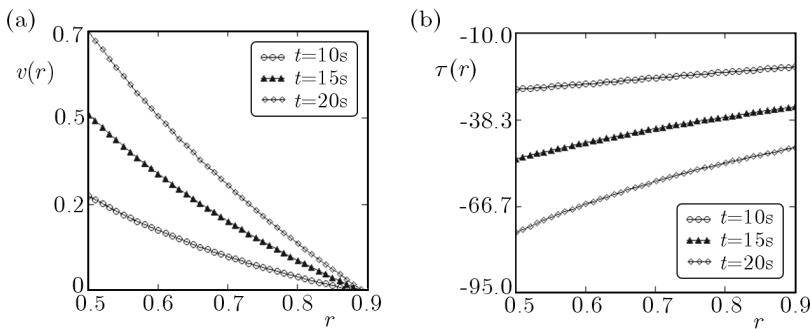 (a)
0.7
v(r)
0.5
0.2
0
0.5 0.6 0.7 0.8 0.9
r
t=10s
t=15s
t=20s
(b)
-10.0
τ(r)
-38.3
-66.7
-95.0
0.5 0.6 0.7 0.8 0.9
r
t=10s
t=15s
t=20s